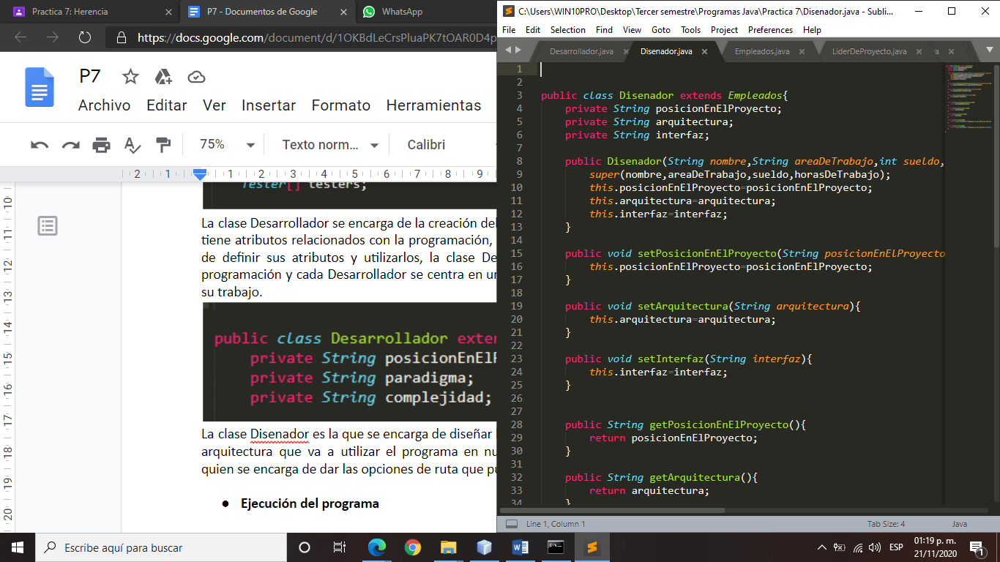 Practica 7: Herencia
P7 - Documentos de Google
WhatsApp
https://docs.google.com/document/d/1OKBdLeCrsPluaPK7tOAR0D4p
P7
Archivo Editar Ver Insertar Formato Herramientas
75% Texto norm... Calibri
2 1 1 2 3 4 5 6 7 8 9
10
11
12
13
14
15
16
17
18
19
20
Tester[] testers;
La clase Desarrollador se encarga de la creación del
tiene atributos relacionados con la programación,
de definir sus atributos y utilizarlos, la clase De
programación y cada Desarrollador se centra en un
su trabajo.
public class Desarrollador exten
private String posicionEnElP
private String paradigma;
private String complejidad;
La clase Disenador es la que se encarga de diseñar
arquitectura que va a utilizar el programa en nu
quien se encarga de dar las opciones de ruta que pu
● Ejecución del programa
C:\Users\WIN10PRO\Desktop\Tercer semestre\Programas Java\Practica 7\Disenador.java - Subli...
File Edit Selection Find View Goto Tools Project Preferences Help
Desarrollador.java Disenador.java Empleados.java LiderDeProyecto.java
1
2
3 public class Disenador extends Empleados{
4 private String posicionEnElProyecto;
5 private String arquitectura;
6 private String interfaz;
7
8 public Disenador(String nombre,String areaDeTrabajo,int sueldo,
9 super(nombre,areaDeTrabajo,sueldo,horasDeTrabajo);
10 this.posicionEnElProyecto=posicionEnElProyecto;
11 this.arquitectura=arquitectura;
12 this.interfaz=interfaz;
13 }
14
15 public void setPosicionEnElProyecto(String posicionEnElProyecto
16 this.posicionEnElProyecto=posicionEnElProyecto;
17 }
18
19 public void setArquitectura(String arquitectura){
20 this.arquitectura=arquitectura;
21 }
22
23 public void setInterfaz(String interfaz){
24 this.interfaz=interfaz;
25 }
26
27
28 public String getPosicionEnElProyecto(){
29 return posicionEnElProyecto;
30 }
31
32 public String getArquitectura(){
33 return arquitectura;
34 }
Line 1, Column 1 Tab Size: 4 Java
Escribe aquí para buscar
ESP
01:19 p. m.
21/11/2020
1